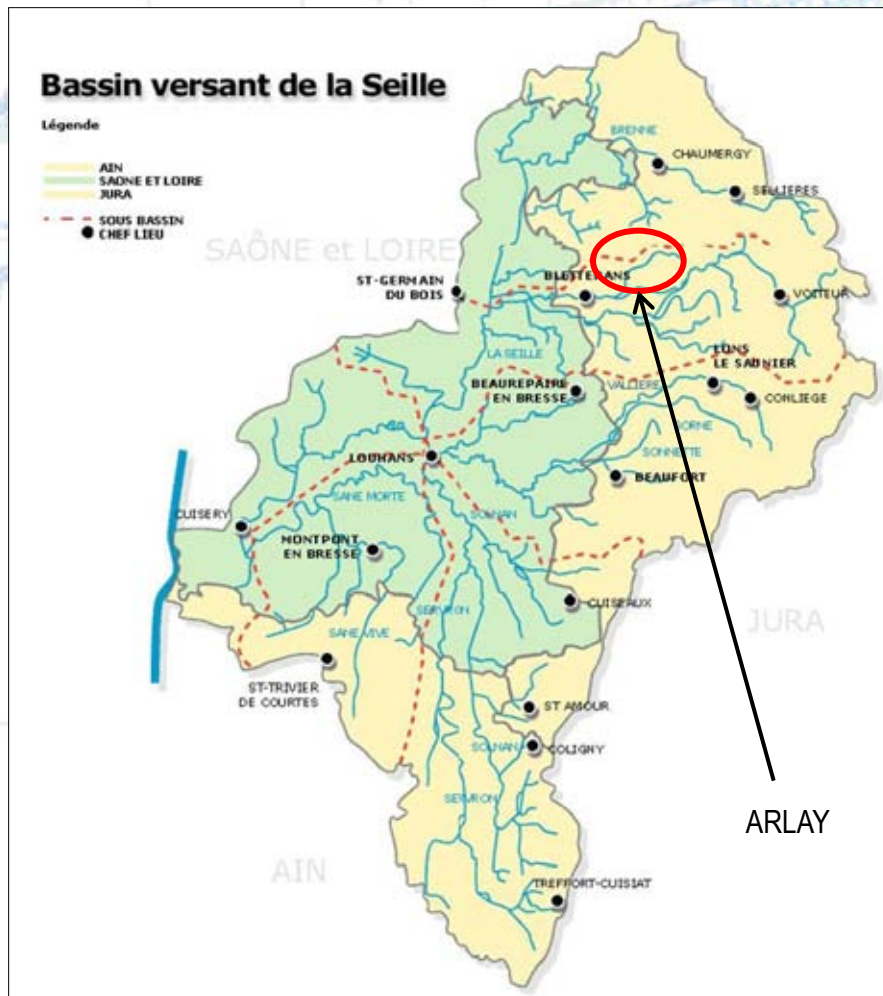 Bassin versant de la Seille
Légende
AIN
SAONE ET LOIRE
JURA
SOUS BASSIN
CHEF LIEU
SAÔNE et LOIRE
BRENNE
CHAUMERGY
SELLIERES
ST-GERMAIN
DU BOIS
BLETTERANS
VOITEUR
LA SEILLE
LONS
LE SAUNIER
BEAUREPAIRE
EN BRESSE
VALLIERE
CONLIEGE
SORNE
SONNETTE
LOUHANS
BEAUFORT
SANE MORTE
SOLNAN
CUISERY
MONTPONT
EN BRESSE
CUISEAUX
SEVRON
JURA
SANE VIVE
ST-TRIVIER
DE COURTES
ST AMOUR
SOLNAN
COLIGNY
SEVRON
ARLAY
AIN
TREFFORT-CUISIAT